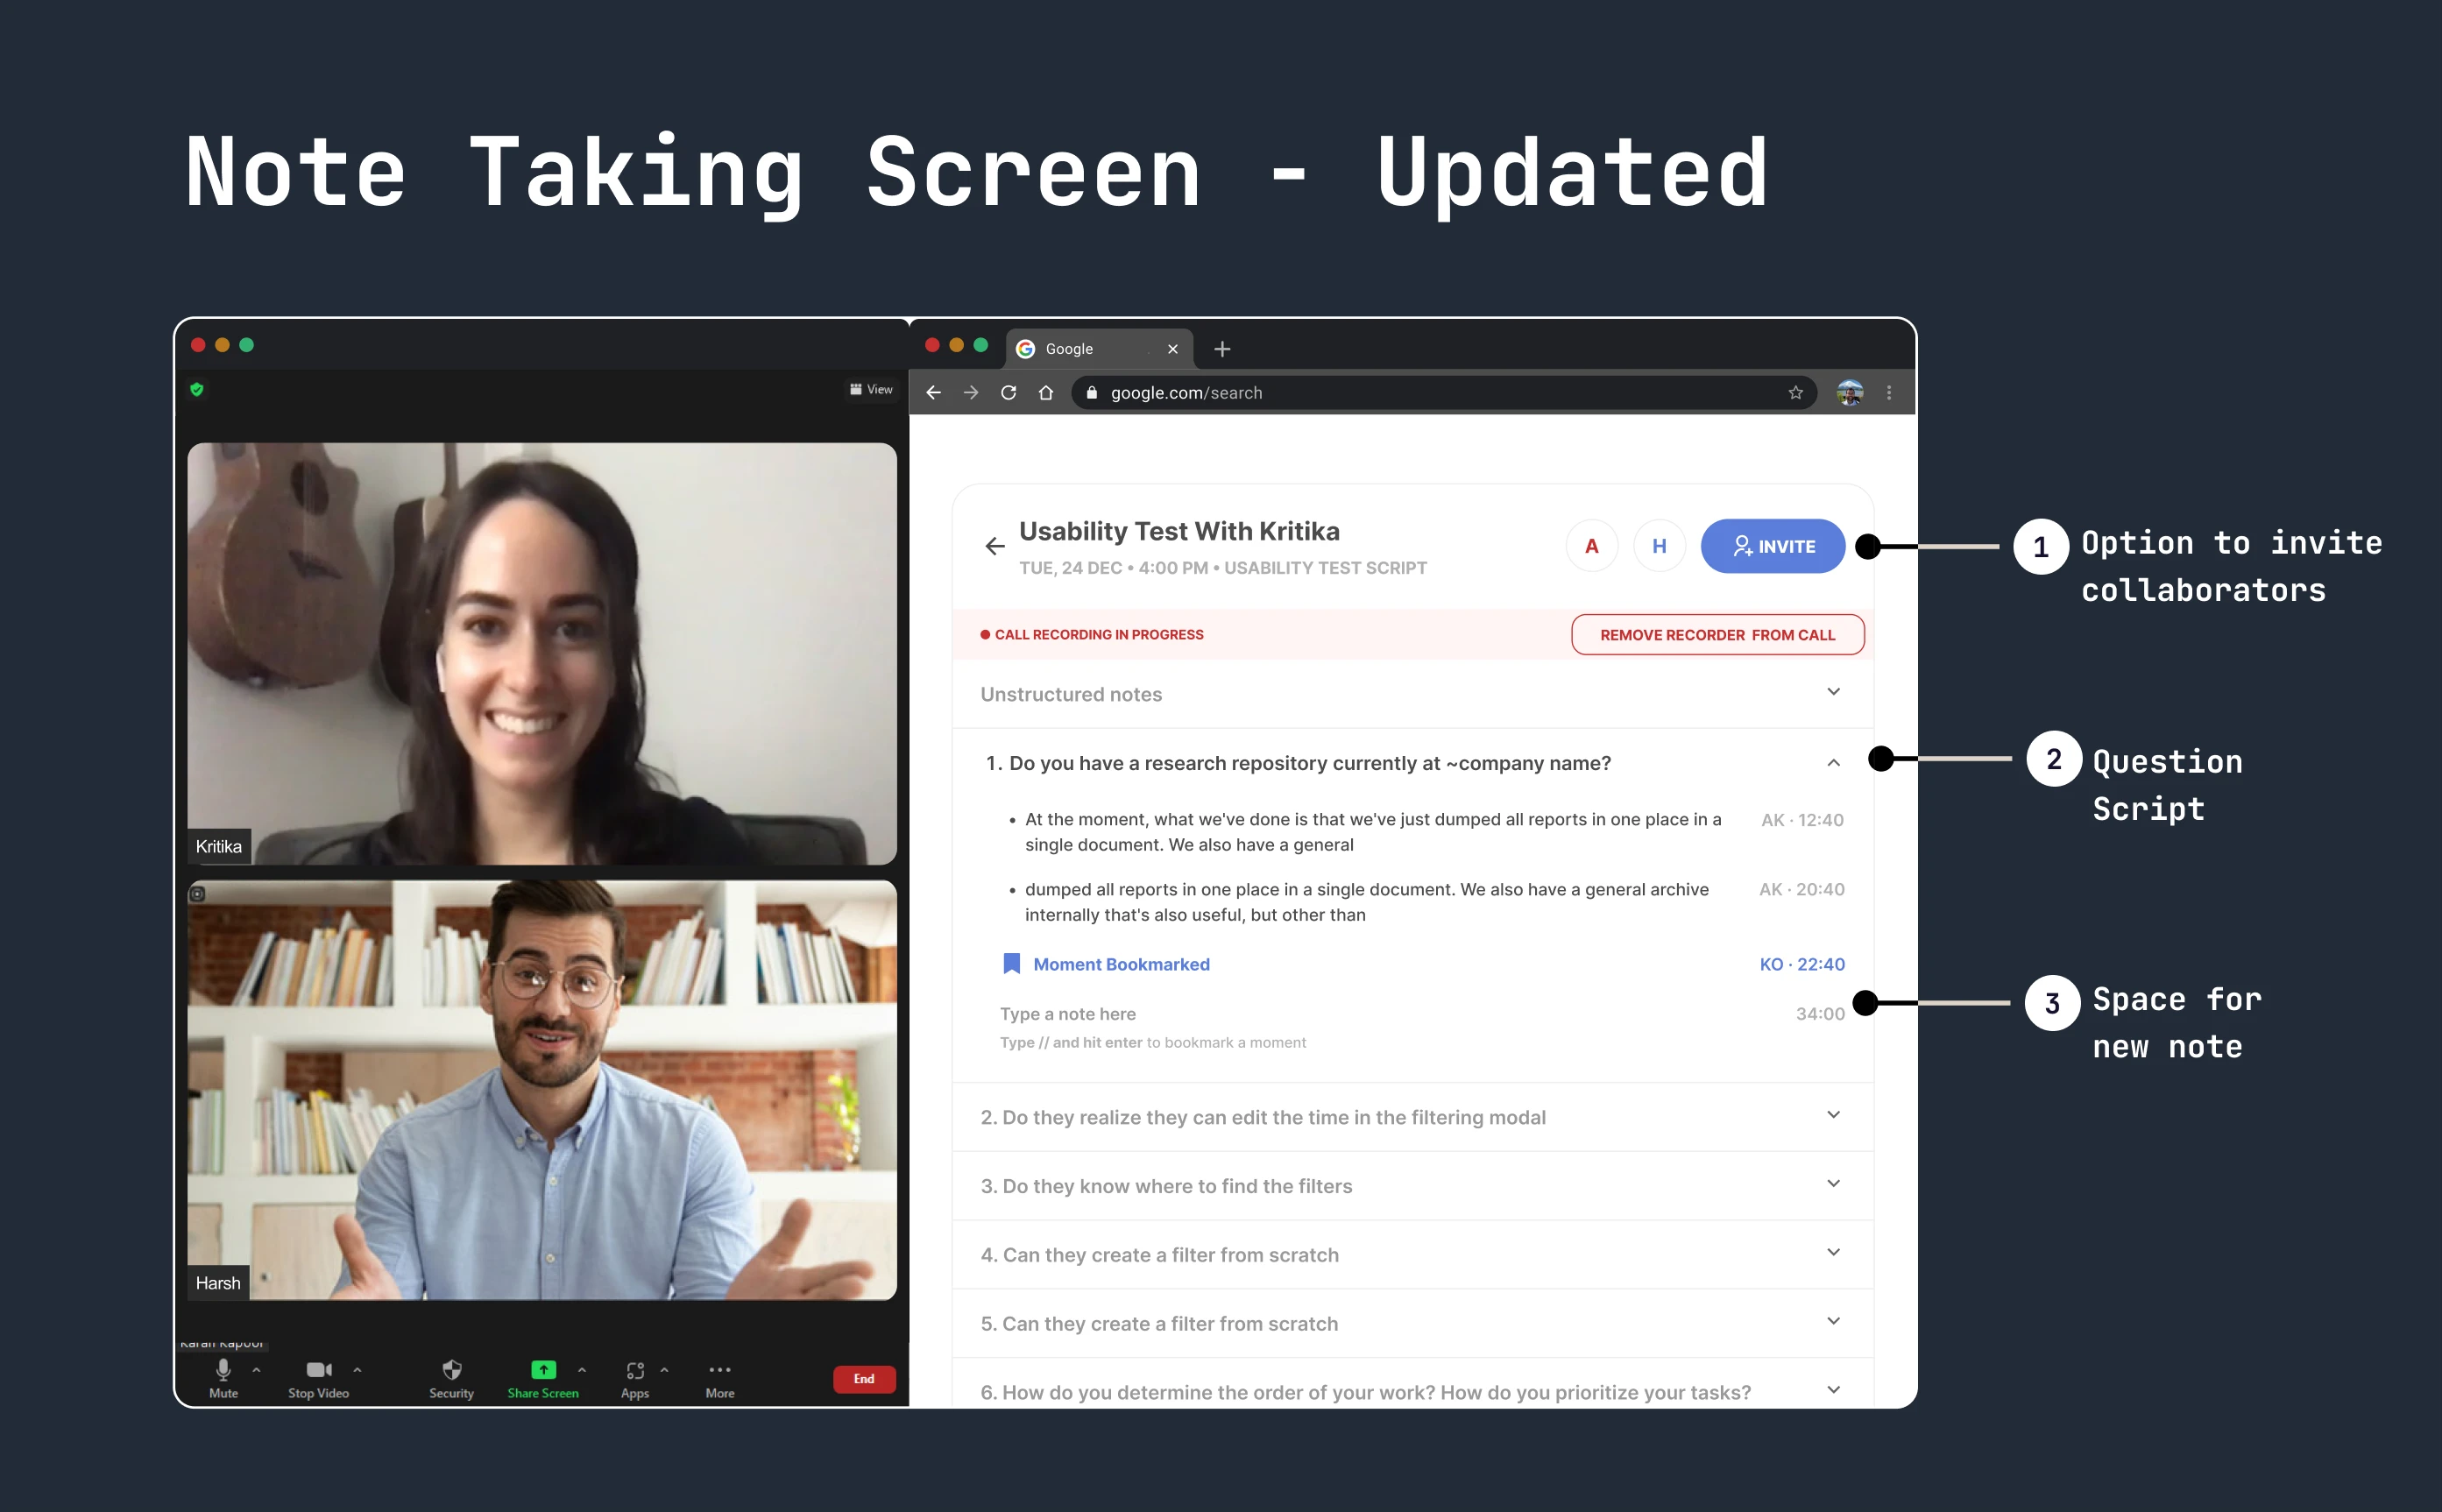 Note Taking Screen - Updated
View
Kritika
Harsh
Karan Kapoor
Mute
Stop Video
Security
Share Screen
Apps
More
End
Google
google.com/search
Usability Test With Kritika
TUE, 24 DEC • 4:00 PM • USABILITY TEST SCRIPT
A
H
INVITE
CALL RECORDING IN PROGRESS
REMOVE RECORDER FROM CALL
Unstructured notes
1. Do you have a research repository currently at ~company name?
• At the moment, what we've done is that we've just dumped all reports in one place in a
single document. We also have a general
AK · 12:40
• dumped all reports in one place in a single document. We also have a general archive
internally that's also useful, but other than
AK · 20:40
Moment Bookmarked
KO · 22:40
Type a note here
34:00
Type // and hit enter to bookmark a moment
2. Do they realize they can edit the time in the filtering modal
3. Do they know where to find the filters
4. Can they create a filter from scratch
5. Can they create a filter from scratch
6. How do you determine the order of your work? How do you prioritize your tasks?
1
Option to invite
collaborators
2
Question
Script
3
Space for
new note